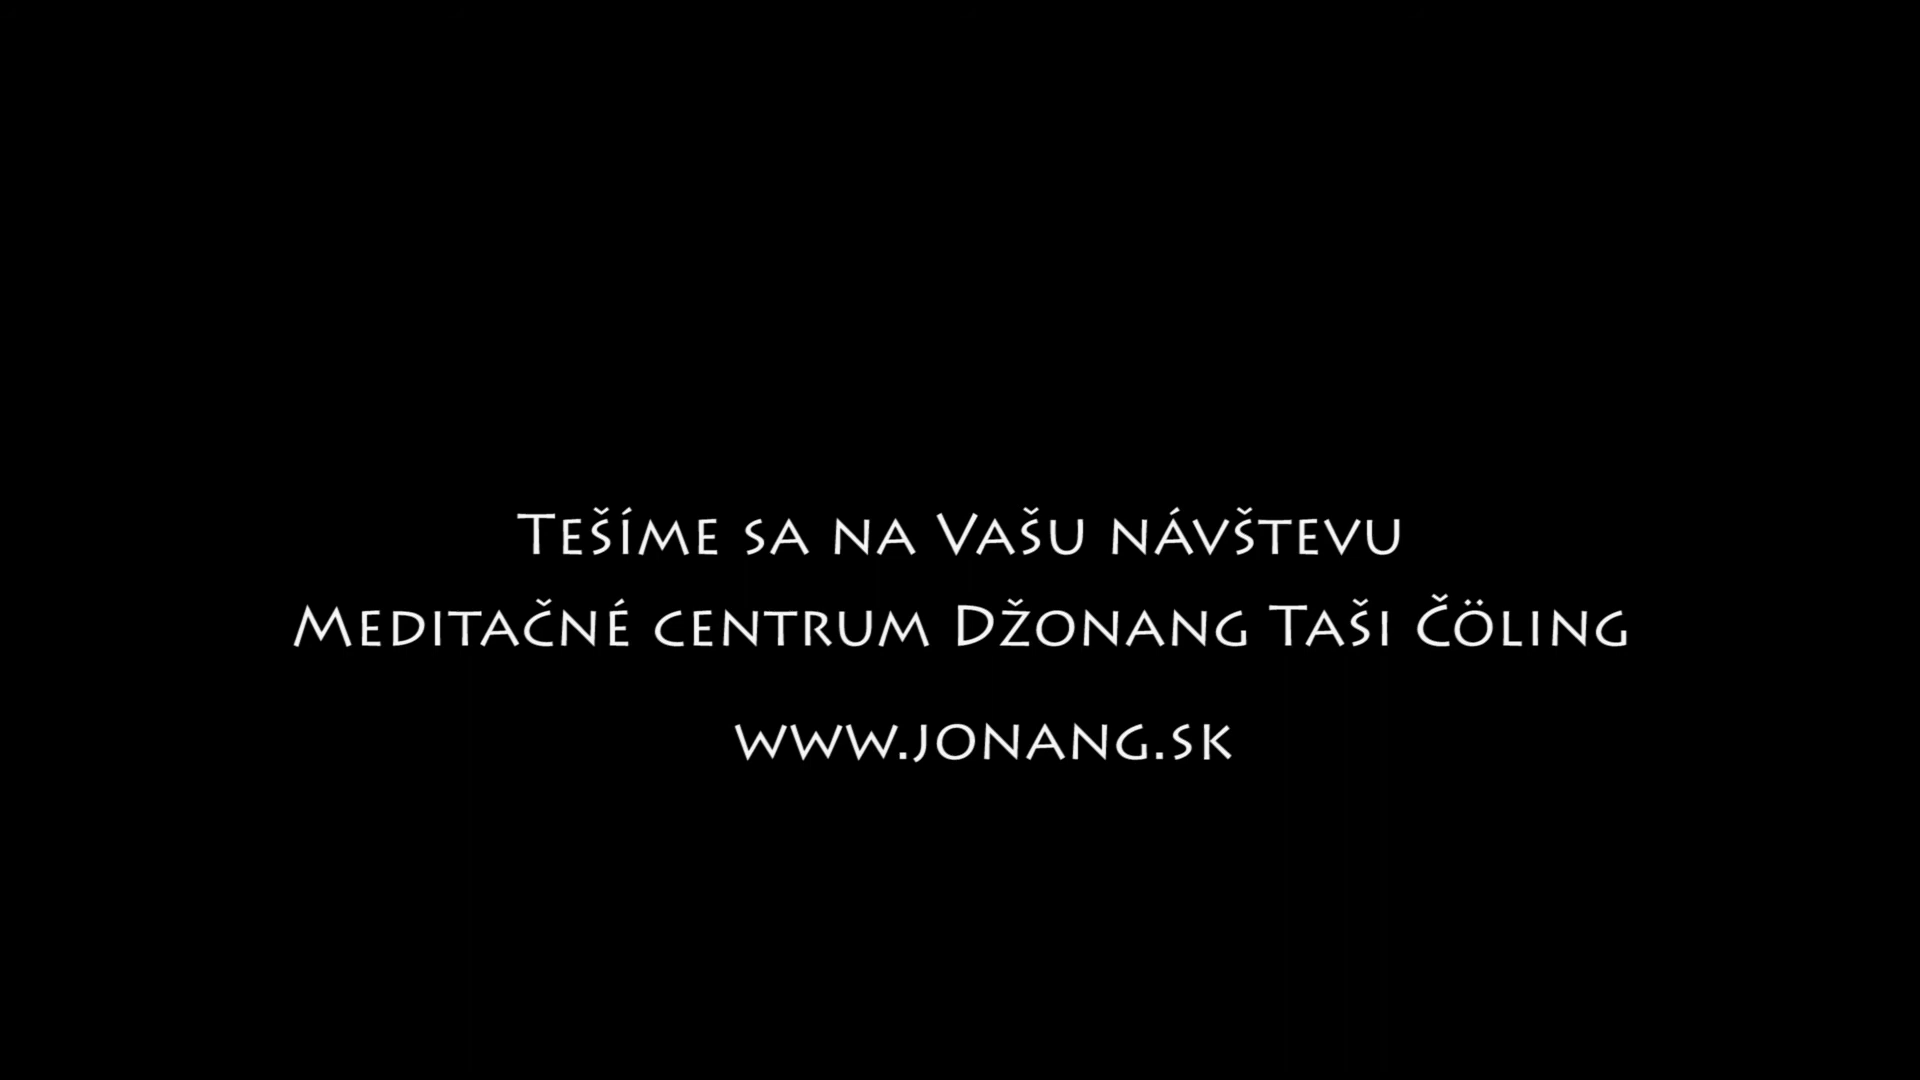 Tešíme sa na Vašu návštevu
Meditačné centrum Džonang Taši Čöling
www.jonang.sk